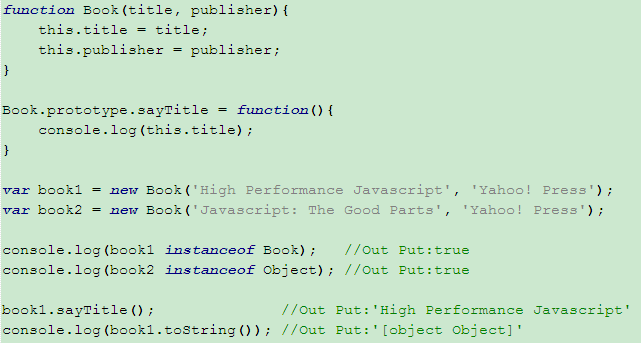 function Book(title, publisher){
    this.title = title;
    this.publisher = publisher;
}

Book.prototype.sayTitle = function(){
    console.log(this.title);
}

var book1 = new Book('High Performance Javascript', 'Yahoo! Press');
var book2 = new Book('Javascript: The Good Parts', 'Yahoo! Press');

console.log(book1 instanceof Book);   //Out Put:true
console.log(book2 instanceof Object); //Out Put:true

book1.sayTitle();               //Out Put:'High Performance Javascript'
console.log(book1.toString()); //Out Put:'[object Object]'